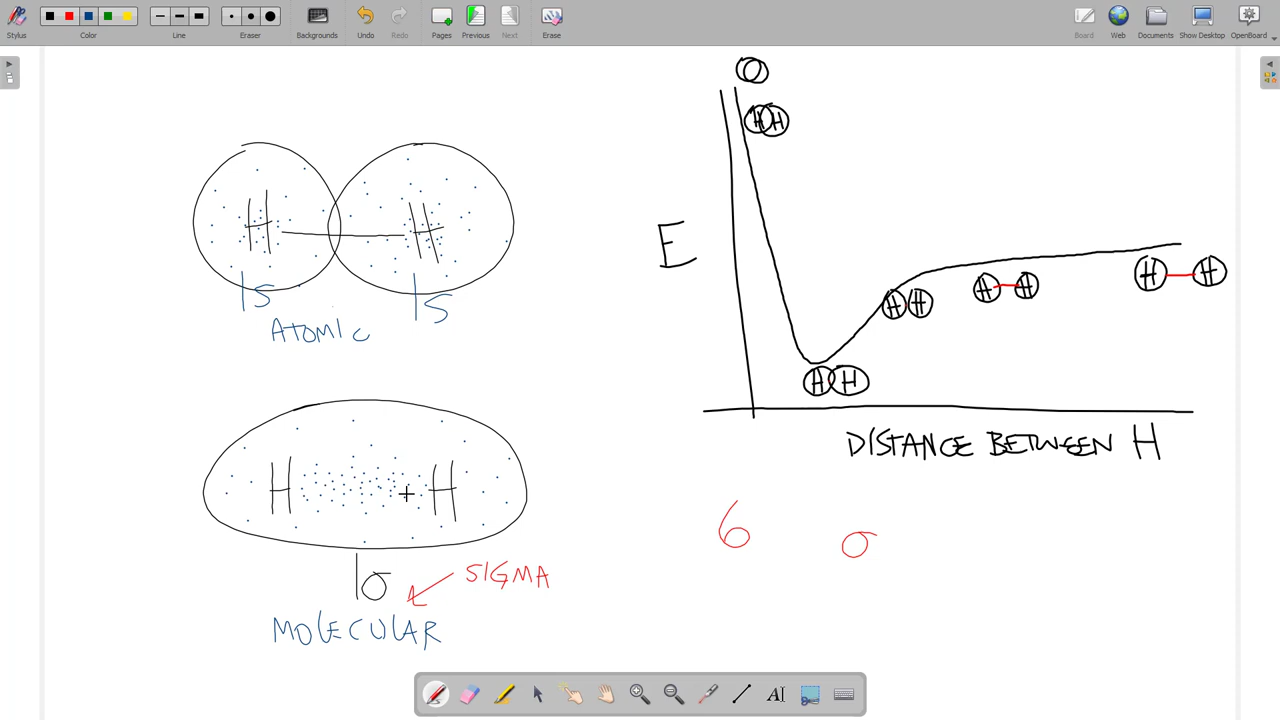 Stylus
Color
Line
Eraser
Backgrounds
Undo
Redo
Pages
Previous
Next
Erase
Board
Web
Documents
Show Desktop
OpenBoard
H H
1s 1s
ATOMIC
H H
1σ
SIGMA
MOLECULAR
H H
E
H H
H H
H H
H H
H H
DISTANCE BETWEEN H
6 σ
AI